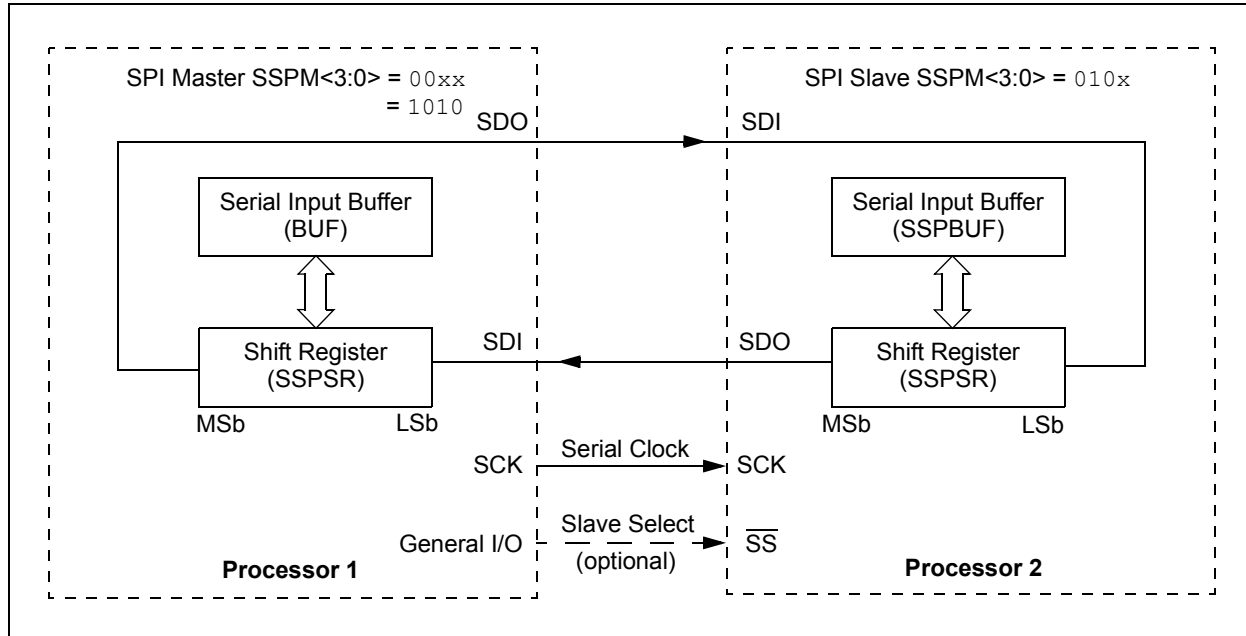 SPI Master SSPM<3:0> = 00xx
= 1010
SDO
Serial Input Buffer
(BUF)
Shift Register
(SSPSR)
MSb
LSb
SDI
SCK
General I/O
Processor 1
Serial Clock
Slave Select
(optional)
SPI Slave SSPM<3:0> = 010x
SDI
Serial Input Buffer
(SSPBUF)
SDO
Shift Register
(SSPSR)
MSb
LSb
SCK
SS
Processor 2